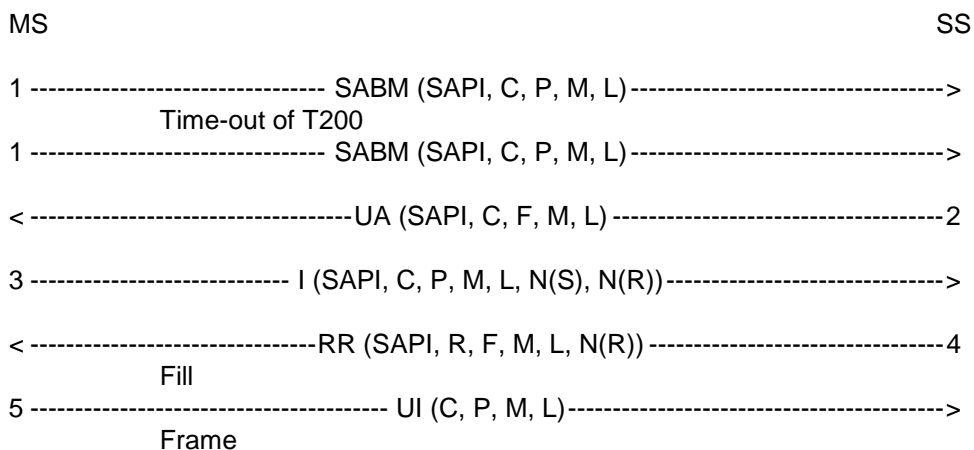 MS SS
1 --------------------------------- SABM (SAPI, C, P, M, L)----------------------------------->
Time-out of T200
1 --------------------------------- SABM (SAPI, C, P, M, L)----------------------------------->
< ------------------------------------UA (SAPI, C, F, M, L) -------------------------------------2
3 ----------------------------- I (SAPI, C, P, M, L, N(S), N(R))------------------------------->
< --------------------------------RR (SAPI, R, F, M, L, N(R)) ---------------------------------4
Fill
5 ---------------------------------------- UI (C, P, M, L)------------------------------------------>
Frame